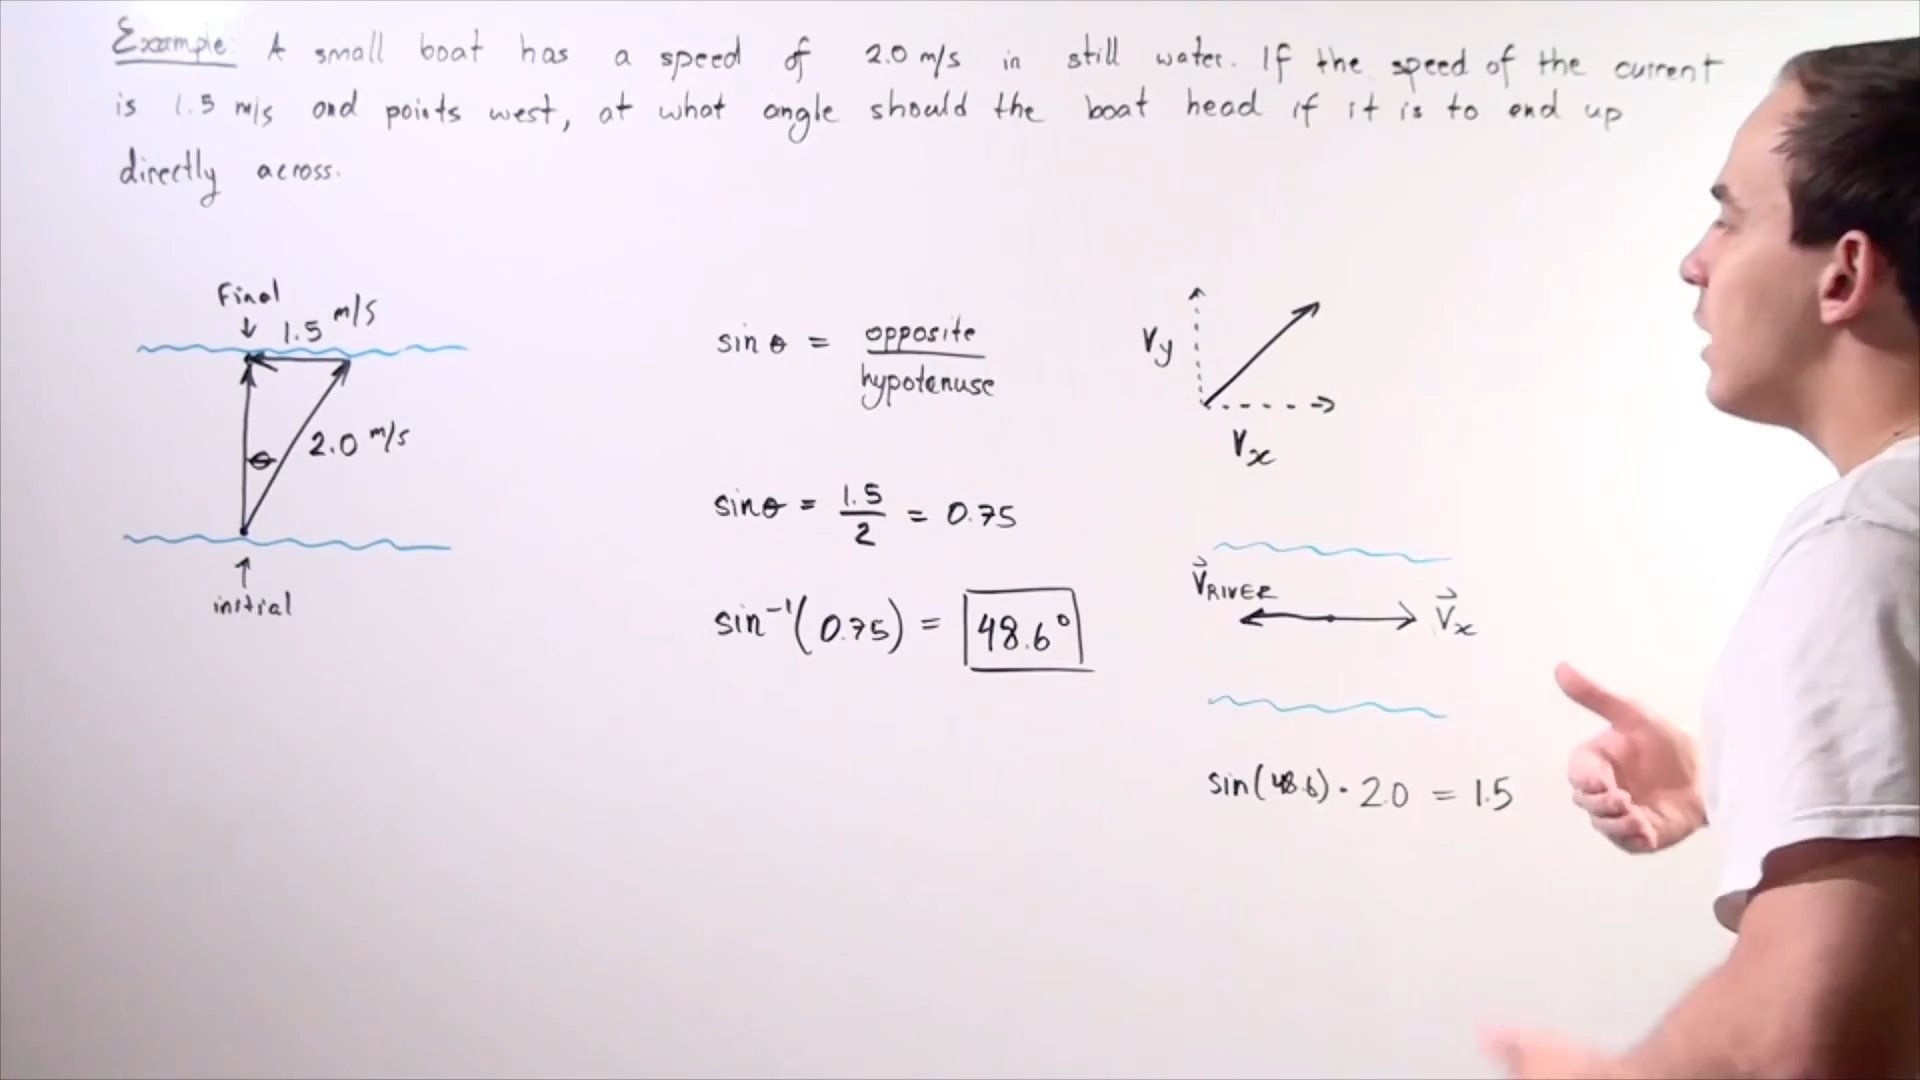 Example: A small boat has a speed of 2.0 m/s in still water. If the speed of the current
is 1.5 m/s and points west, at what angle should the boat head if it is to end up
directly across.
Final
1.5 m/s
θ
2.0 m/s
initial
sin θ = opposite / hypotenuse
sin θ = 1.5 / 2 = 0.75
sin⁻¹(0.75) = 48.6°
Vy
Vx
V⃗RIVER
V⃗x
sin(48.6) · 2.0 = 1.5